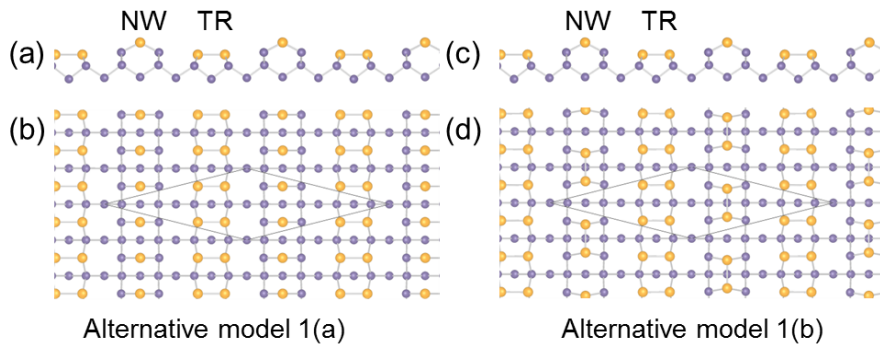 NW TR
(a)
(b)
Alternative model 1(a)
NW TR
(c)
(d)
Alternative model 1(b)